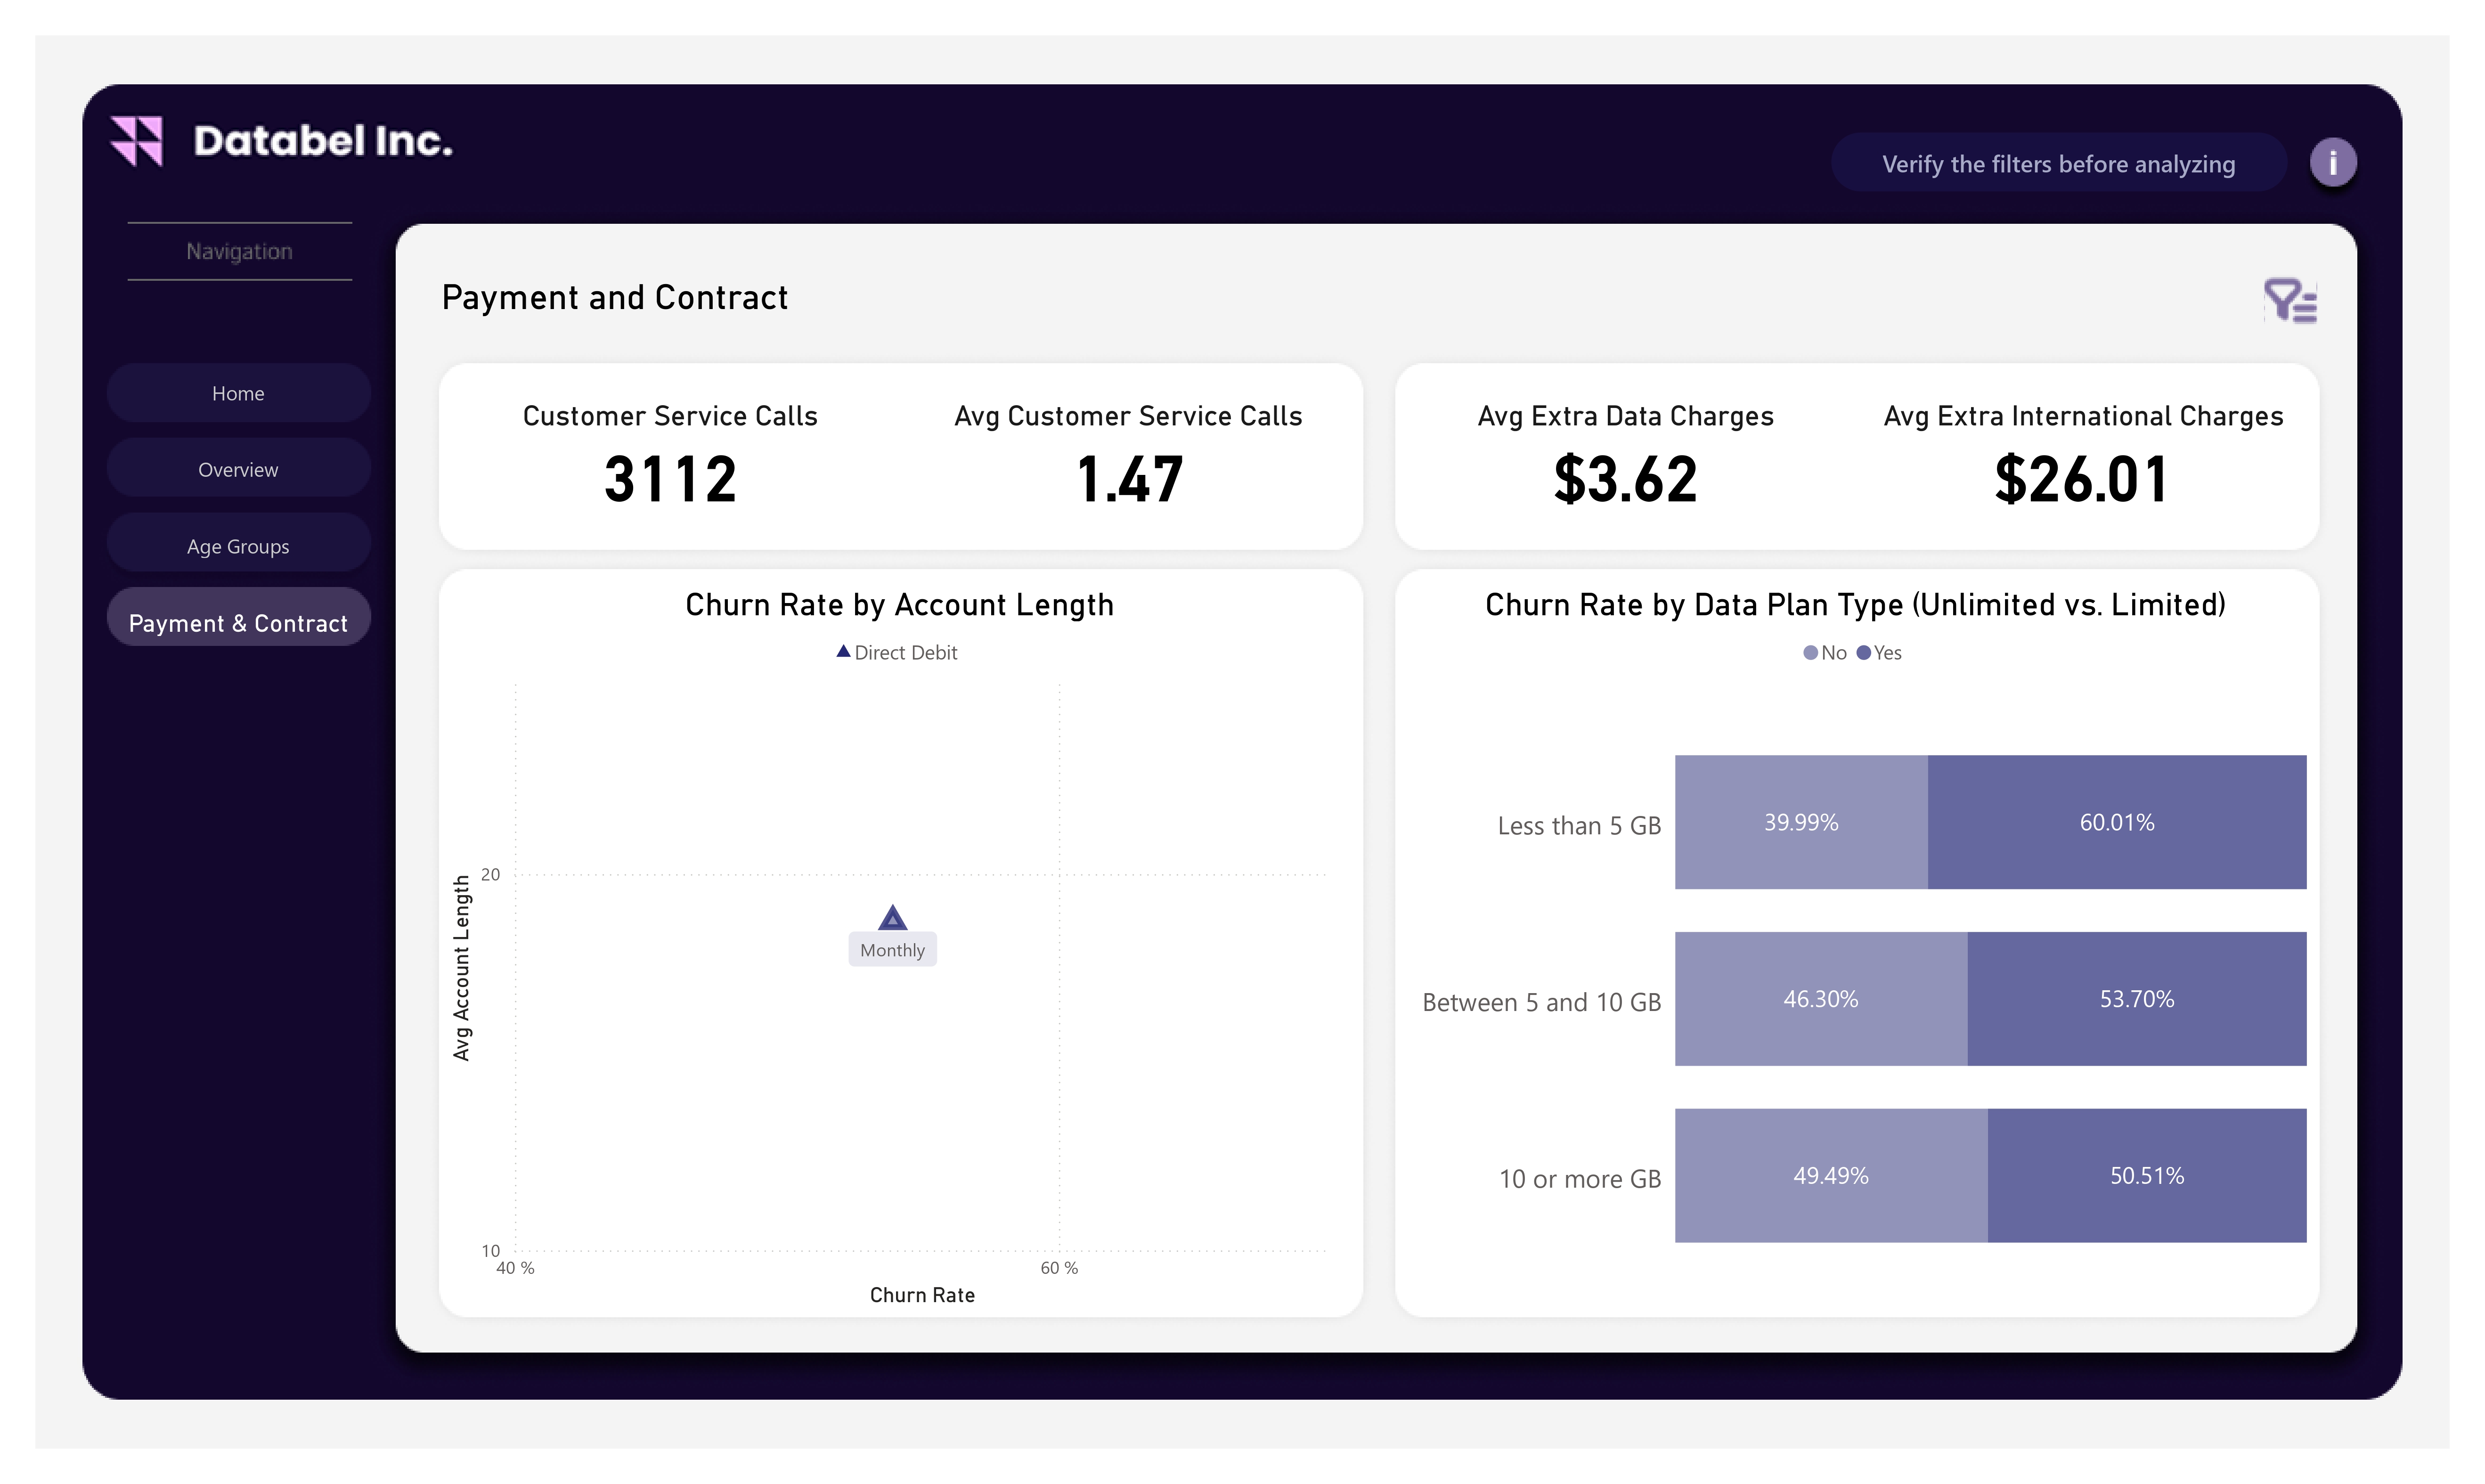 Databel Inc.
Verify the filters before analyzing
i
Navigation
Home
Overview
Age Groups
Payment & Contract
Payment and Contract
Customer Service Calls
3112
Avg Customer Service Calls
1.47
Avg Extra Data Charges
$3.62
Avg Extra International Charges
$26.01
Churn Rate by Account Length
Direct Debit
Avg Account Length
20
10
Monthly
40 %
60 %
Churn Rate
Churn Rate by Data Plan Type (Unlimited vs. Limited)
No Yes
Less than 5 GB 39.99% 60.01%
Between 5 and 10 GB 46.30% 53.70%
10 or more GB 49.49% 50.51%